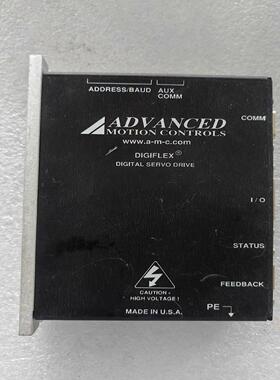 ADDRESS/BAUD
AUX
COMM
COMM
ADVANCED
MOTION CONTROLS
www.a-m-c.com
DIGIFLEX®
DIGITAL SERVO DRIVE
I/O
STATUS
FEEDBACK
CAUTION -
HIGH VOLTAGE !
PE
MADE IN U.S.A.